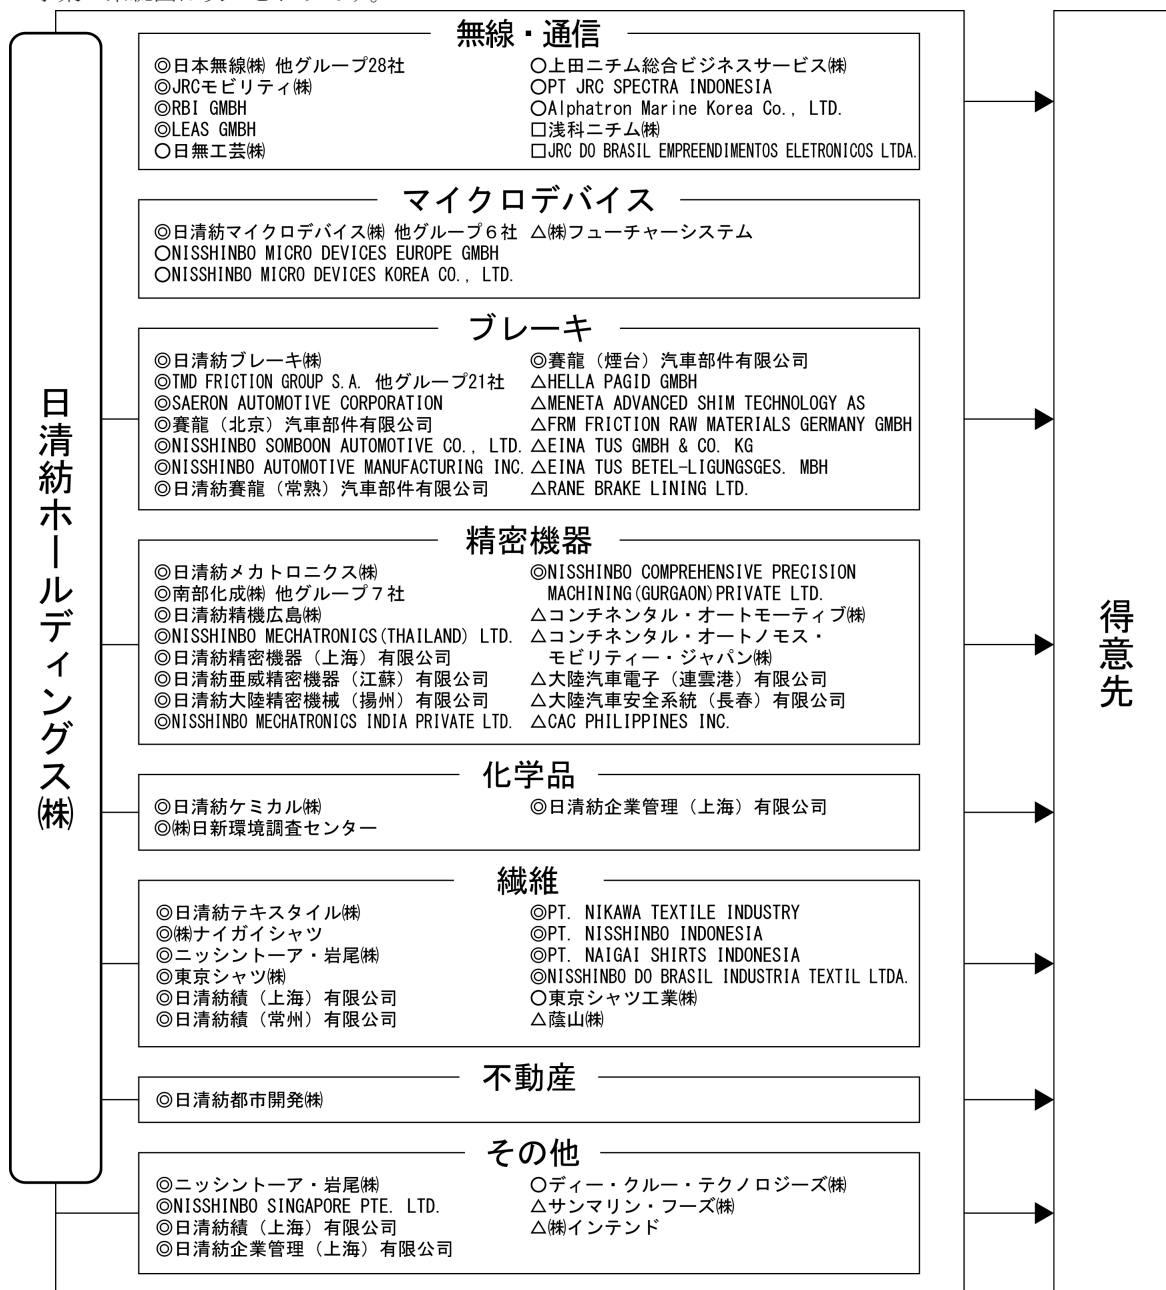 日清紡ホールディングス㈱
無線・通信
◎日本無線㈱ 他グループ28社
◎JRCモビリティ㈱
◎RBI GMBH
◎LEAS GMBH
○日無工芸㈱
○上田ニチム総合ビジネスサービス㈱
○PT JRC SPECTRA INDONESIA
○Alphatron Marine Korea Co., LTD.
□浅科ニチム㈱
□JRC DO BRASIL EMPREENDIMENTOS ELETRONICOS LTDA.
マイクロデバイス
◎日清紡マイクロデバイス㈱ 他グループ6社
○NISSHINBO MICRO DEVICES EUROPE GMBH
○NISSHINBO MICRO DEVICES KOREA CO., LTD.
△㈱フューチャーシステム
ブレーキ
◎日清紡ブレーキ㈱
◎TMD FRICTION GROUP S.A. 他グループ21社
◎SAERON AUTOMOTIVE CORPORATION
◎賽龍（北京）汽車部件有限公司
◎NISSHINBO SOMBOON AUTOMOTIVE CO., LTD.
◎NISSHINBO AUTOMOTIVE MANUFACTURING INC.
◎日清紡賽龍（常熟）汽車部件有限公司
◎賽龍（煙台）汽車部件有限公司
△HELLA PAGID GMBH
△MENETA ADVANCED SHIM TECHNOLOGY AS
△FRM FRICTION RAW MATERIALS GERMANY GMBH
△EINA TUS GMBH & CO. KG
△EINA TUS BETEL-LIGUNGSGES. MBH
△RANE BRAKE LINING LTD.
精密機器
◎日清紡メカトロニクス㈱
◎南部化成㈱ 他グループ7社
◎日清紡精機広島㈱
◎NISSHINBO MECHATRONICS(THAILAND) LTD.
◎日清紡精密機器（上海）有限公司
◎日清紡亜威精密機器（江蘇）有限公司
◎日清紡大陸精密機械（揚州）有限公司
◎NISSHINBO MECHATRONICS INDIA PRIVATE LTD.
◎NISSHINBO COMPREHENSIVE PRECISION
MACHINING(GURGAON)PRIVATE LTD.
△コンチネンタル・オートモーティブ㈱
△コンチネンタル・オートノモス・
モビリティー・ジャパン㈱
△大陸汽車電子（連雲港）有限公司
△大陸汽車安全系統（長春）有限公司
△CAC PHILIPPINES INC.
化学品
◎日清紡ケミカル㈱
◎㈱日新環境調査センター
◎日清紡企業管理（上海）有限公司
繊維
◎日清紡テキスタイル㈱
◎㈱ナイガイシャツ
◎ニッシントーア・岩尾㈱
◎東京シャツ㈱
◎日清紡績（上海）有限公司
◎日清紡績（常州）有限公司
◎PT. NIKAWA TEXTILE INDUSTRY
◎PT. NISSHINBO INDONESIA
◎PT. NAIGAI SHIRTS INDONESIA
◎NISSHINBO DO BRASIL INDUSTRIA TEXTIL LTDA.
○東京シャツ工業㈱
△蔭山㈱
不動産
◎日清紡都市開発㈱
その他
◎ニッシントーア・岩尾㈱
◎NISSHINBO SINGAPORE PTE. LTD.
◎日清紡績（上海）有限公司
◎日清紡企業管理（上海）有限公司
○ディー・クルー・テクノロジーズ㈱
△サンマリン・フーズ㈱
△㈱インテンド
得意先